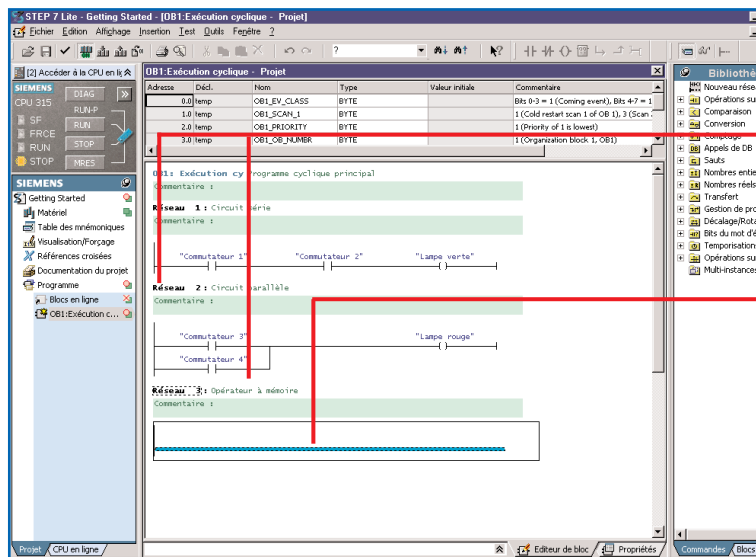 STEP 7 Lite - Getting Started - [OB1:Exécution cyclique - Projet]
Fichier Edition Affichage Insertion Test Outils Fenêtre ?
?
[2] Accéder à la CPU en li
SIEMENS
CPU 315
DIAG
RUN-P
RUN
STOP
MRES
SF
FRCE
RUN
STOP
SIEMENS
Getting Started
Matériel
Table des mnémoniques
Visualisation/Forçage
Références croisées
Documentation du projet
Programme
Blocs en ligne
OB1:Exécution c...
Projet CPU en ligne
OB1:Exécution cyclique - Projet
Adresse Décl. Nom Type Valeur initiale Commentaire
0.0 temp OB1_EV_CLASS BYTE Bits 0-3 = 1 (Coming event), Bits 4-7 = 1
1.0 temp OB1_SCAN_1 BYTE 1 (Cold restart scan 1 of OB 1), 3 (Scan
2.0 temp OB1_PRIORITY BYTE 1 (Priority of 1 is lowest)
3.0 temp OB1_OB_NUMBR BYTE 1 (Organization block 1, OB1)
OB1: Exécution cy Programme cyclique principal
Commentaire :
Réseau 1 : Circuit série
Commentaire :
"Commutateur 1" "Commutateur 2" "Lampe verte"
Réseau 2 : Circuit parallèle
Commentaire :
"Commutateur 3" "Lampe rouge"
"Commutateur 4"
Réseau 3 : Opérateur à mémoire
Commentaire :
Editeur de bloc Propriétés
Biblioth
Nouveau rése
Opérations su
Comparaison
Conversion
Comptage
Appels de DB
Sauts
Nombres entie
Nombres réels
Transfert
Gestion de pro
Décalage/Rota
Bits du mot d'é
Temporisation
Opérations su
Multi-instances
Commandes Blocs